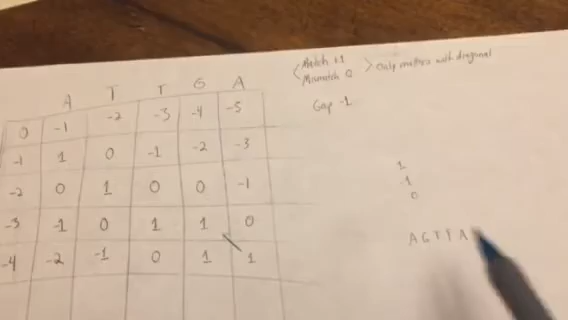 Match +1
Mismatch 0
Only matters with diagonal
Gap -1
A T T G A
0 -1 -2 -3 -4 -5
-1 1 0 -1 -2 -3
-2 0 1 0 0 -1
-3 -1 0 1 1 0
-4 -2 -1 0 1 1
1
-1
0
A G T
A